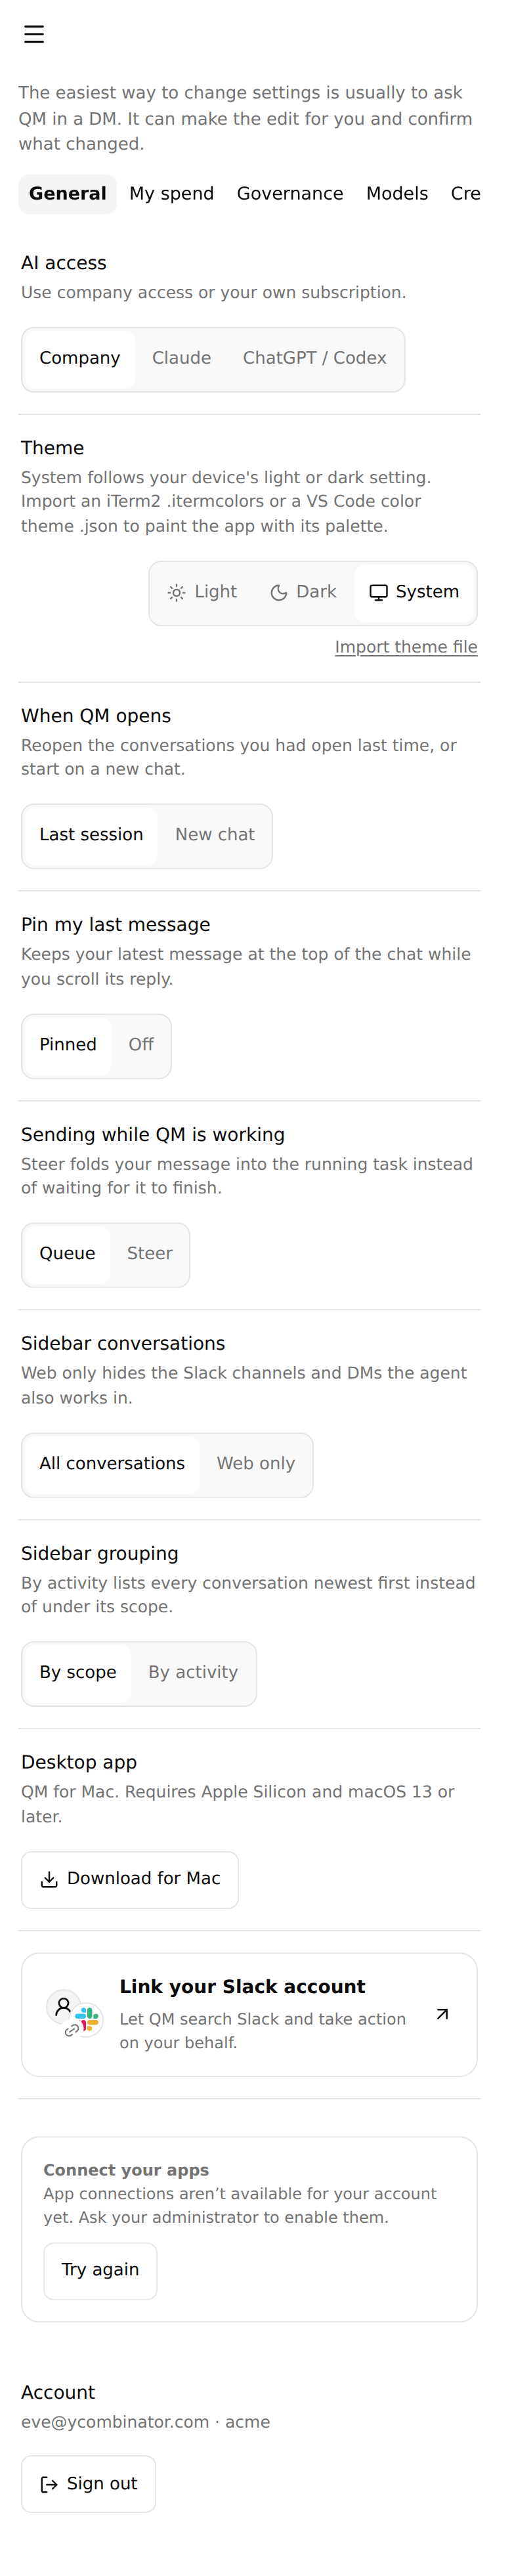 The easiest way to change settings is usually to ask
QM in a DM. It can make the edit for you and confirm
what changed.
General My spend Governance Models Cre
AI access
Use company access or your own subscription.
Company Claude ChatGPT / Codex
Theme
System follows your device's light or dark setting.
Import an iTerm2 .itermcolors or a VS Code color
theme .json to paint the app with its palette.
Light Dark System
Import theme file
When QM opens
Reopen the conversations you had open last time, or
start on a new chat.
Last session New chat
Pin my last message
Keeps your latest message at the top of the chat while
you scroll its reply.
Pinned Off
Sending while QM is working
Steer folds your message into the running task instead
of waiting for it to finish.
Queue Steer
Sidebar conversations
Web only hides the Slack channels and DMs the agent
also works in.
All conversations Web only
Sidebar grouping
By activity lists every conversation newest first instead
of under its scope.
By scope By activity
Desktop app
QM for Mac. Requires Apple Silicon and macOS 13 or
later.
Download for Mac
Link your Slack account
Let QM search Slack and take action
on your behalf.
Connect your apps
App connections aren’t available for your account
yet. Ask your administrator to enable them.
Try again
Account
eve@ycombinator.com · acme
Sign out